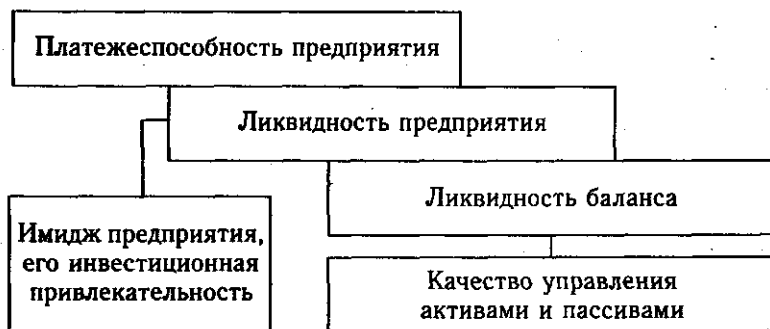 Платежеспособность предприятия
Ликвидность предприятия
Ликвидность баланса
Имидж предприятия,
его инвестиционная
привлекательность
Качество управления
активами и пассивами